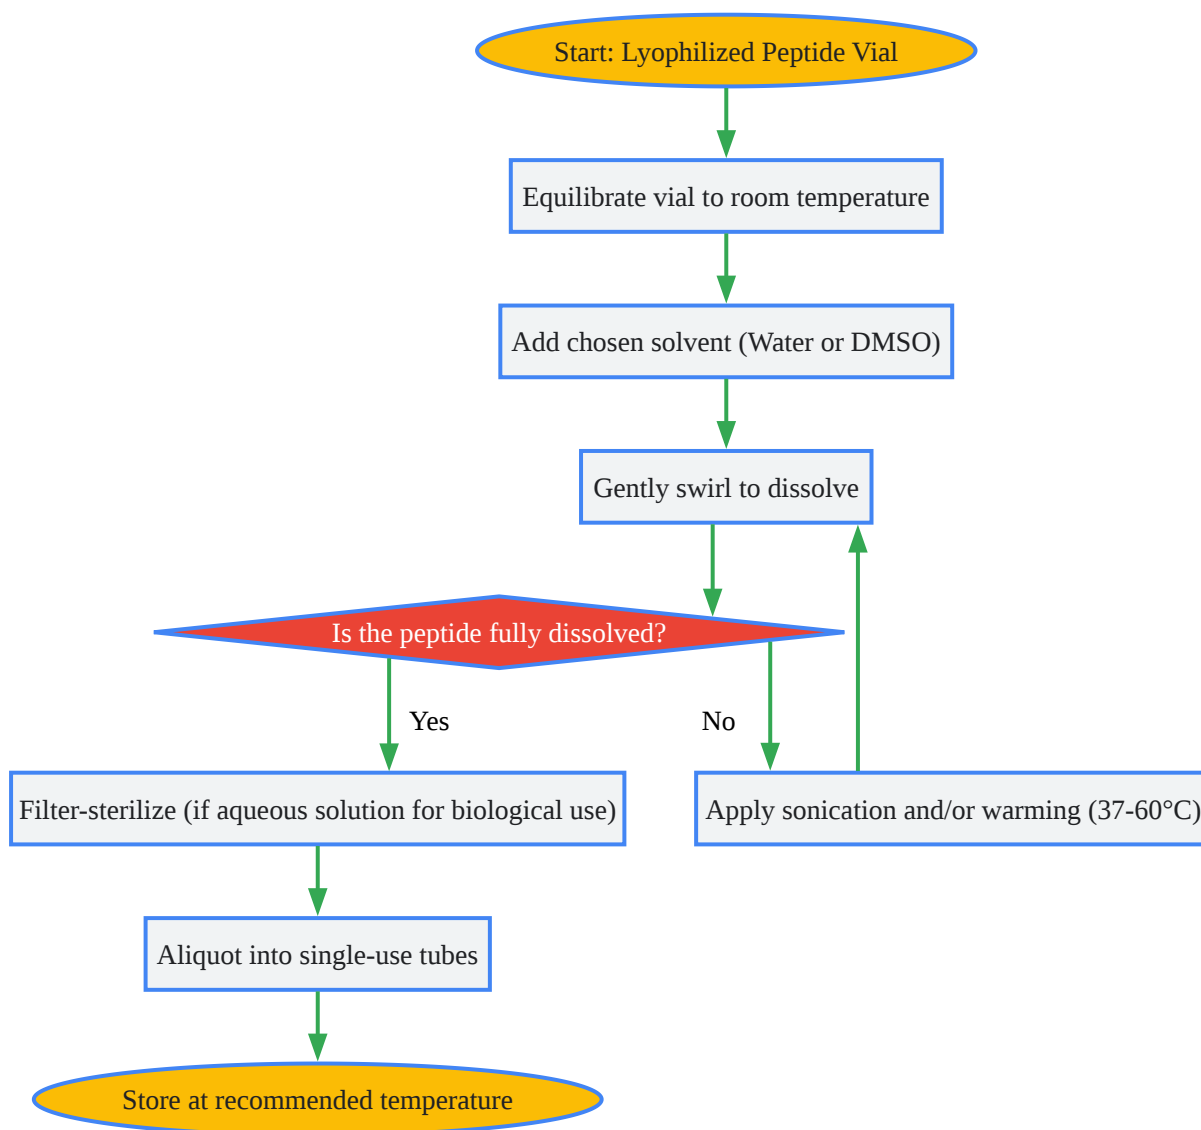 Start: Lyophilized Peptide Vial
Equilibrate vial to room temperature
Add chosen solvent (Water or DMSO)
Gently swirl to dissolve
Is the peptide fully dissolved?
Yes
No
Filter-sterilize (if aqueous solution for biological use)
Apply sonication and/or warming (37-60°C)
Aliquot into single-use tubes
Store at recommended temperature